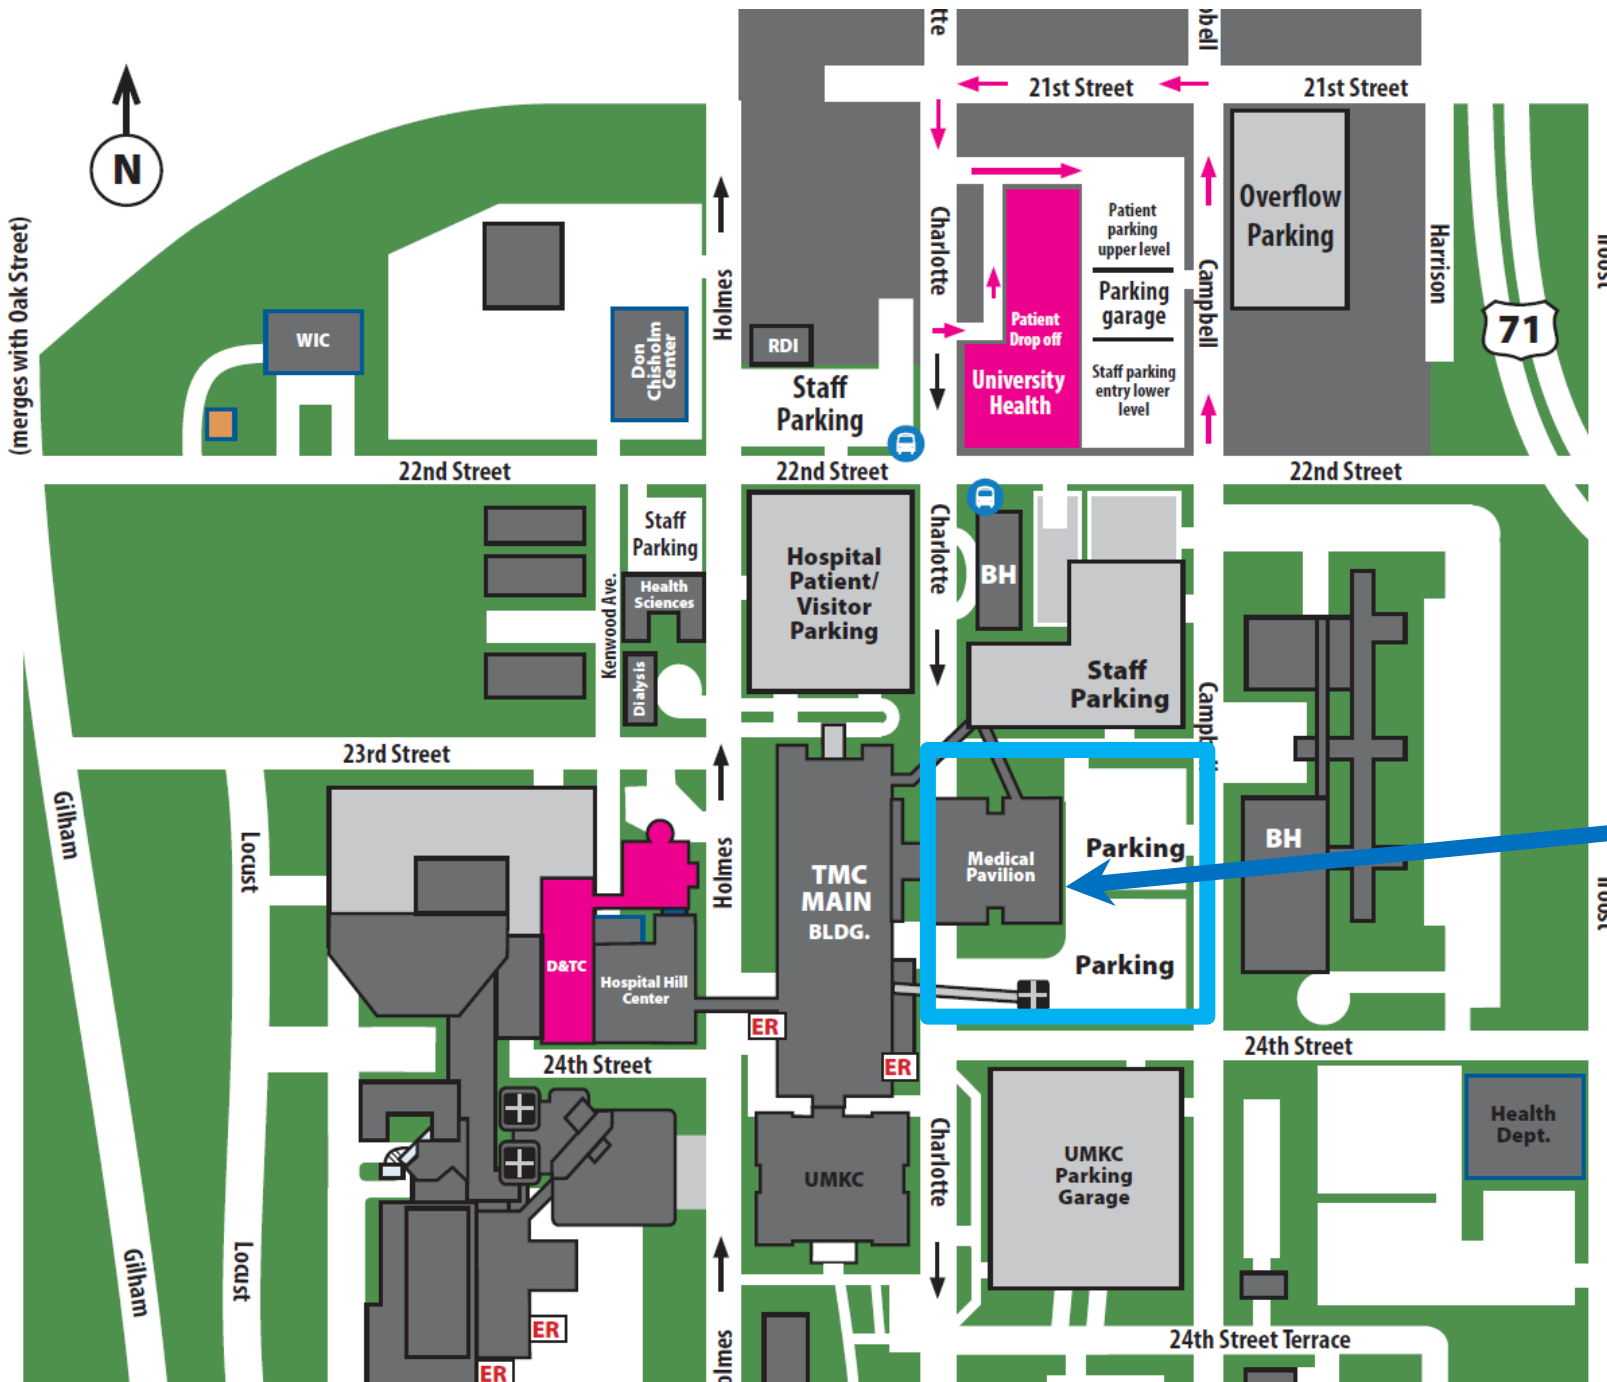 tte
bell
21st Street
21st Street
N
(merges with Oak Street)
Holmes
Charlotte
Patient
parking
upper level
Parking
garage
Staff parking
entry lower
level
Campbell
Overflow
Parking
Harrison
71
WIC
Don
Chisholm
Center
RDI
Staff
Parking
Patient
Drop off
University
Health
22nd Street
22nd Street
22nd Street
Staff
Parking
Kenwood Ave.
Health
Sciences
Dialysis
Hospital
Patient/
Visitor
Parking
Charlotte
BH
Staff
Parking
23rd Street
Gilham
Locust
Holmes
TMC
MAIN
BLDG.
Medical
Pavilion
Parking
Parking
BH
D&TC
Hospital Hill
Center
ER
ER
24th Street
24th Street
Charlotte
UMKC
UMKC
Parking
Garage
Health
Dept.
Gilham
Locust
ER
ER
olmes
24th Street Terrace